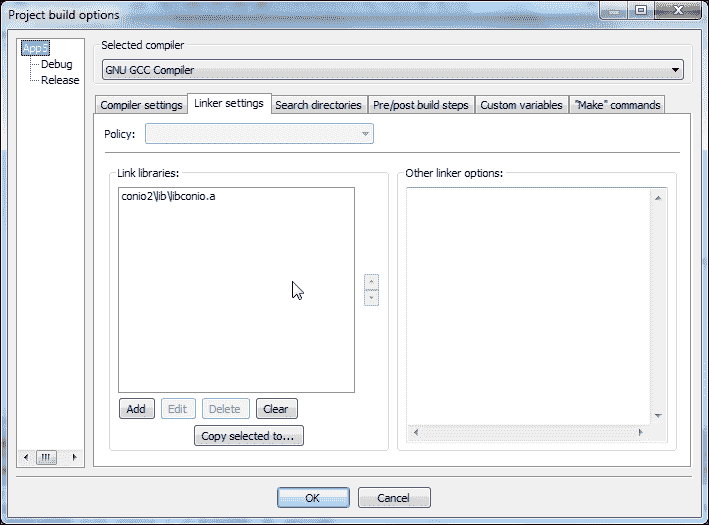 Project build options
App5
Debug
Release
Selected compiler
GNU GCC Compiler
Compiler settings Linker settings Search directories Pre/post build steps Custom variables "Make" commands
Policy:
Link libraries:
Other linker options:
conio2\lib\libconio.a
Add Edit Delete Clear
Copy selected to...
OK Cancel